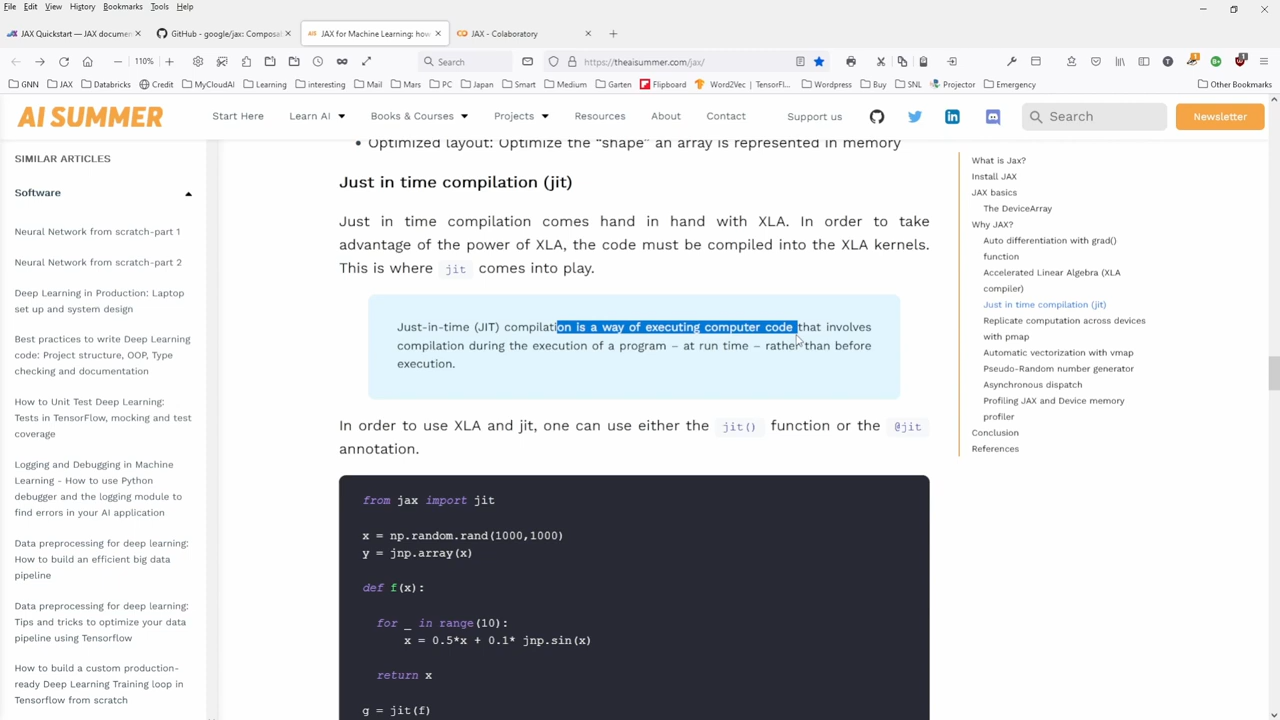 File Edit View History Bookmarks Tools Help
JAX Quickstart — JAX documen
GitHub - google/jax: Composa
JAX for Machine Learning: how
JAX - Colaboratory
110%
Search
https://theaisummer.com/jax/
GNN JAX Databricks Credit MyCloudAI Learning interesting Mail Mars PC Japan Smart Medium Garten Flipboard Word2Vec | TensorFl... Wordpress Buy SNL Projector Emergency Other Bookmarks
AI SUMMER
Start Here Learn AI Books & Courses Projects Resources About Contact Support us Search Newsletter
SIMILAR ARTICLES
Software
Neural Network from scratch-part 1
Neural Network from scratch-part 2
Deep Learning in Production: Laptop
set up and system design
Best practices to write Deep Learning
code: Project structure, OOP, Type
checking and documentation
How to Unit Test Deep Learning:
Tests in TensorFlow, mocking and test
coverage
Logging and Debugging in Machine
Learning - How to use Python
debugger and the logging module to
find errors in your AI application
Data preprocessing for deep learning:
How to build an efficient big data
pipeline
Data preprocessing for deep learning:
Tips and tricks to optimize your data
pipeline using Tensorflow
How to build a custom production-
ready Deep Learning Training loop in
Tensorflow from scratch
• Optimized layout: Optimize the “shape” an array is represented in memory
Just in time compilation (jit)
Just in time compilation comes hand in hand with XLA. In order to take
advantage of the power of XLA, the code must be compiled into the XLA kernels.
This is where jit comes into play.
Just-in-time (JIT) compilation is a way of executing computer code that involves
compilation during the execution of a program – at run time – rather than before
execution.
In order to use XLA and jit, one can use either the jit() function or the @jit
annotation.
from jax import jit
x = np.random.rand(1000,1000)
y = jnp.array(x)
def f(x):
for _ in range(10):
x = 0.5*x + 0.1* jnp.sin(x)
return x
g = jit(f)
What is Jax?
Install JAX
JAX basics
The DeviceArray
Why JAX?
Auto differentiation with grad()
function
Accelerated Linear Algebra (XLA
compiler)
Just in time compilation (jit)
Replicate computation across devices
with pmap
Automatic vectorization with vmap
Pseudo-Random number generator
Asynchronous dispatch
Profiling JAX and Device memory
profiler
Conclusion
References